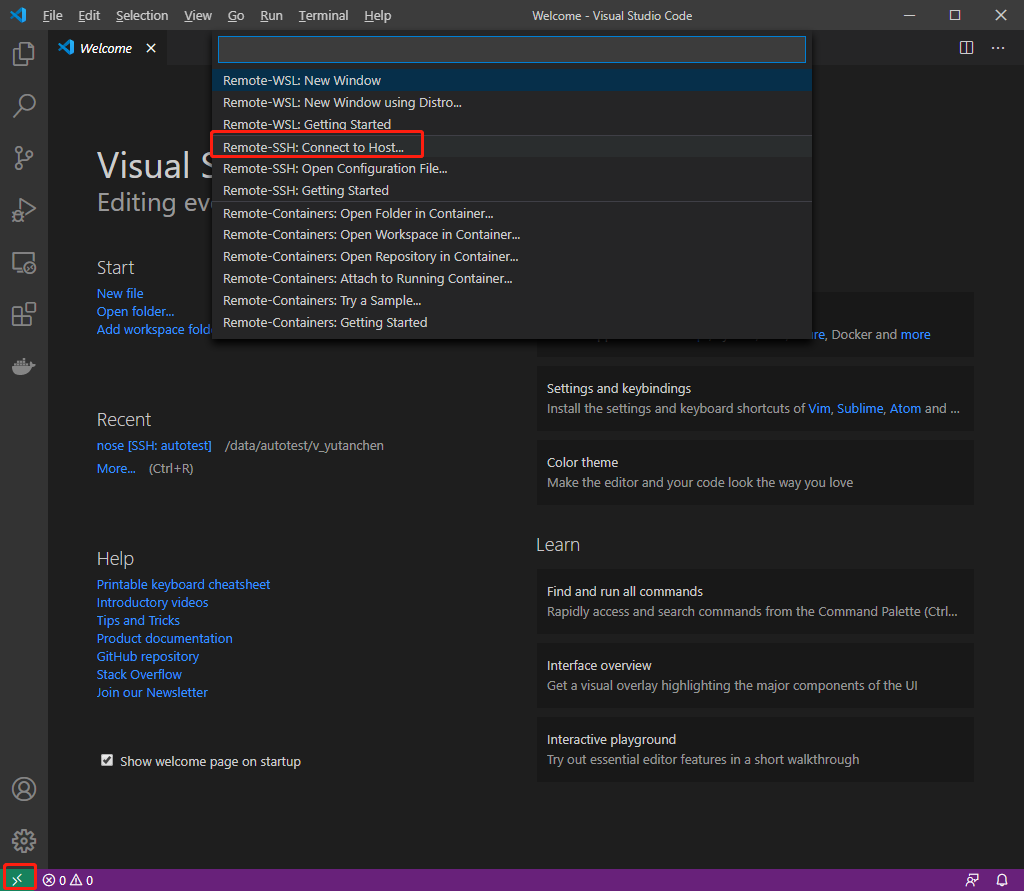 File Edit Selection View Go Run Terminal Help Welcome - Visual Studio Code
Welcome
Remote-WSL: New Window
Remote-WSL: New Window using Distro...
Remote-WSL: Getting Started
Remote-SSH: Connect to Host...
Remote-SSH: Open Configuration File...
Remote-SSH: Getting Started
Remote-Containers: Open Folder in Container...
Remote-Containers: Open Workspace in Container...
Remote-Containers: Open Repository in Container...
Remote-Containers: Attach to Running Container...
Remote-Containers: Try a Sample...
Remote-Containers: Getting Started
Visual S
Editing ev
Start
New file
Open folder...
Add workspace fold
Recent
nose [SSH: autotest] /data/autotest/v_yutanchen
More... (Ctrl+R)
Help
Printable keyboard cheatsheet
Introductory videos
Tips and Tricks
Product documentation
GitHub repository
Stack Overflow
Join our Newsletter
Show welcome page on startup
re, Docker and more
Settings and keybindings
Install the settings and keyboard shortcuts of Vim, Sublime, Atom and ...
Color theme
Make the editor and your code look the way you love
Learn
Find and run all commands
Rapidly access and search commands from the Command Palette (Ctrl...
Interface overview
Get a visual overlay highlighting the major components of the UI
Interactive playground
Try out essential editor features in a short walkthrough
0 0